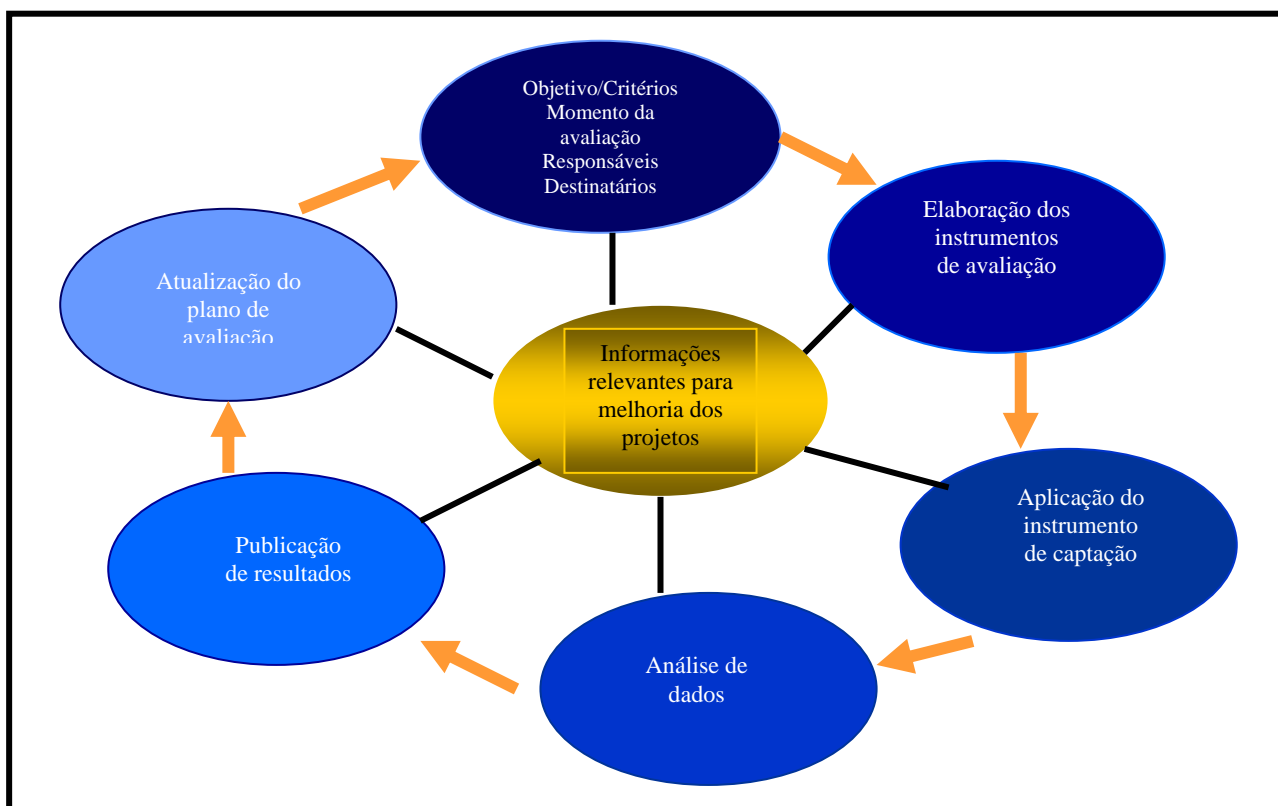 Objetivo/Critérios
Momento da
avaliação
Responsáveis
Destinatários
Elaboração dos
instrumentos
de avaliação
Aplicação do
instrumento
de captação
Análise de
dados
Publicação
de resultados
Atualização do
plano de
avaliação
Informações
relevantes para
melhoria dos
projetos